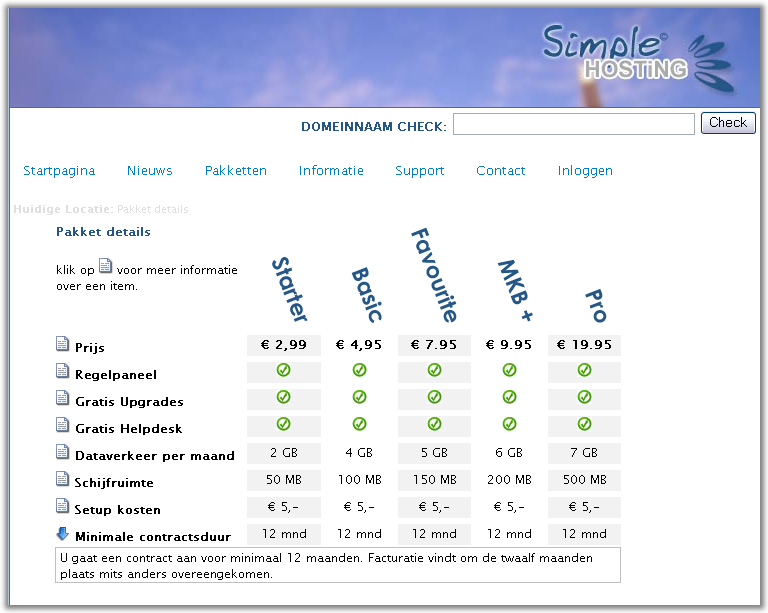 Simple©
HOSTING
DOMEINNAAM CHECK: Check
Startpagina Nieuws Pakketten Informatie Support Contact Inloggen
Huidige Locatie: Pakket details
Pakket details
klik op voor meer informatie
over een item.
Starter Basic Favourite MKB + Pro
Prijs € 2,99 € 4,95 € 7.95 € 9.95 € 19.95
Regelpaneel
Gratis Upgrades
Gratis Helpdesk
Dataverkeer per maand 2 GB 4 GB 5 GB 6 GB 7 GB
Schijfruimte 50 MB 100 MB 150 MB 200 MB 500 MB
Setup kosten € 5,- € 5,- € 5,- € 5,- € 5,-
Minimale contractsduur 12 mnd 12 mnd 12 mnd 12 mnd 12 mnd
U gaat een contract aan voor minimaal 12 maanden. Facturatie vindt om de twaalf maanden
plaats mits anders overeengekomen.